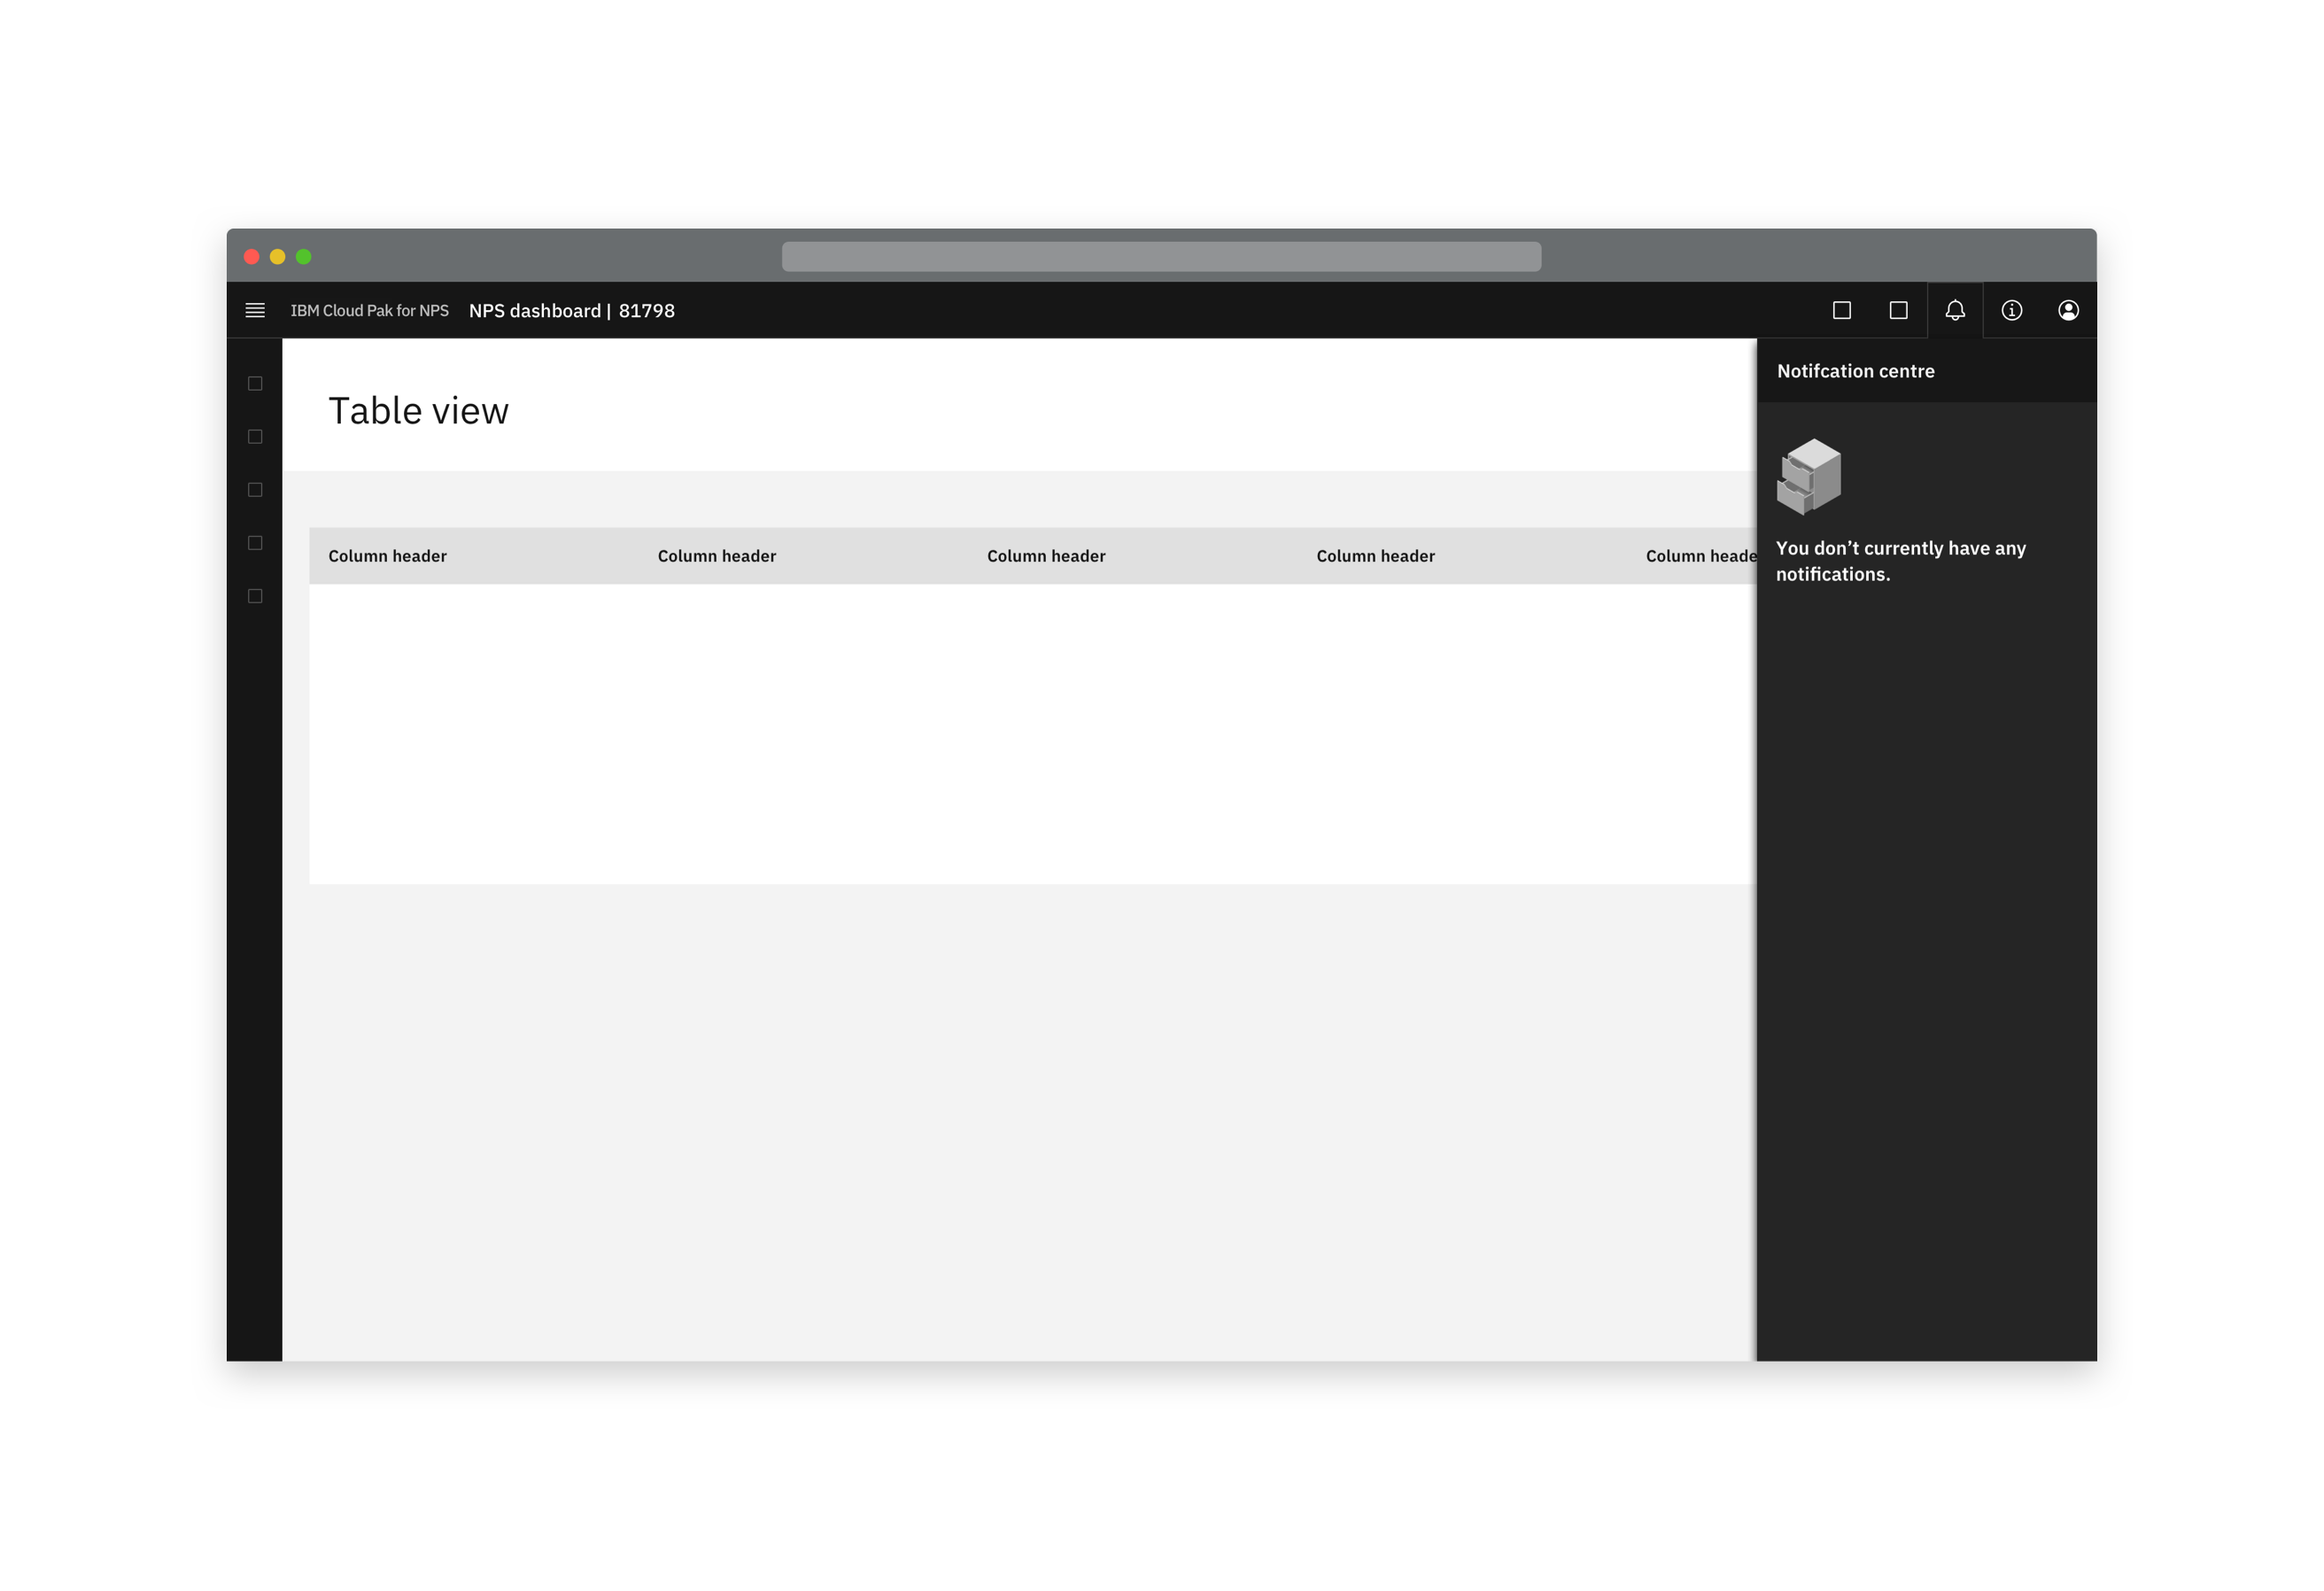 IBM Cloud Pak for NPS NPS dashboard | 81798
Notifcation centre
Table view
Column header Column header Column header Column header Column heade
You don’t currently have any
notifications.